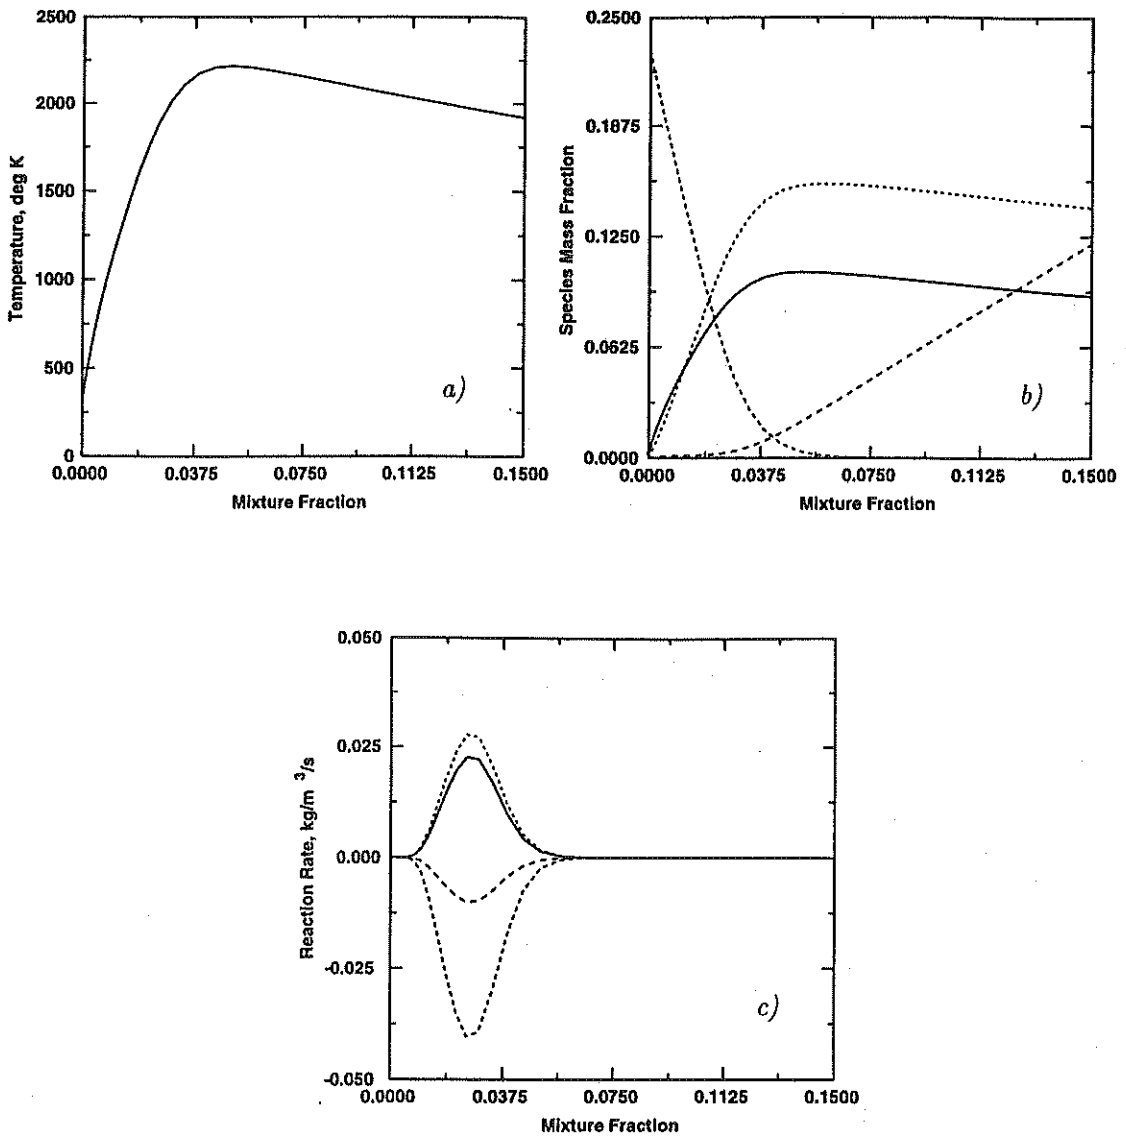 2500
2000
1500
1000
500
0
Temperature, deg K
0.0000 0.0375 0.0750 0.1125 0.1500
Mixture Fraction
a)
0.2500
0.1875
0.1250
0.0625
0.0000
Species Mass Fraction
0.0000 0.0375 0.0750 0.1125 0.1500
Mixture Fraction
b)
0.050
0.025
0.000
-0.025
-0.050
Reaction Rate, kg/m ³/s
0.0000 0.0375 0.0750 0.1125 0.1500
Mixture Fraction
c)